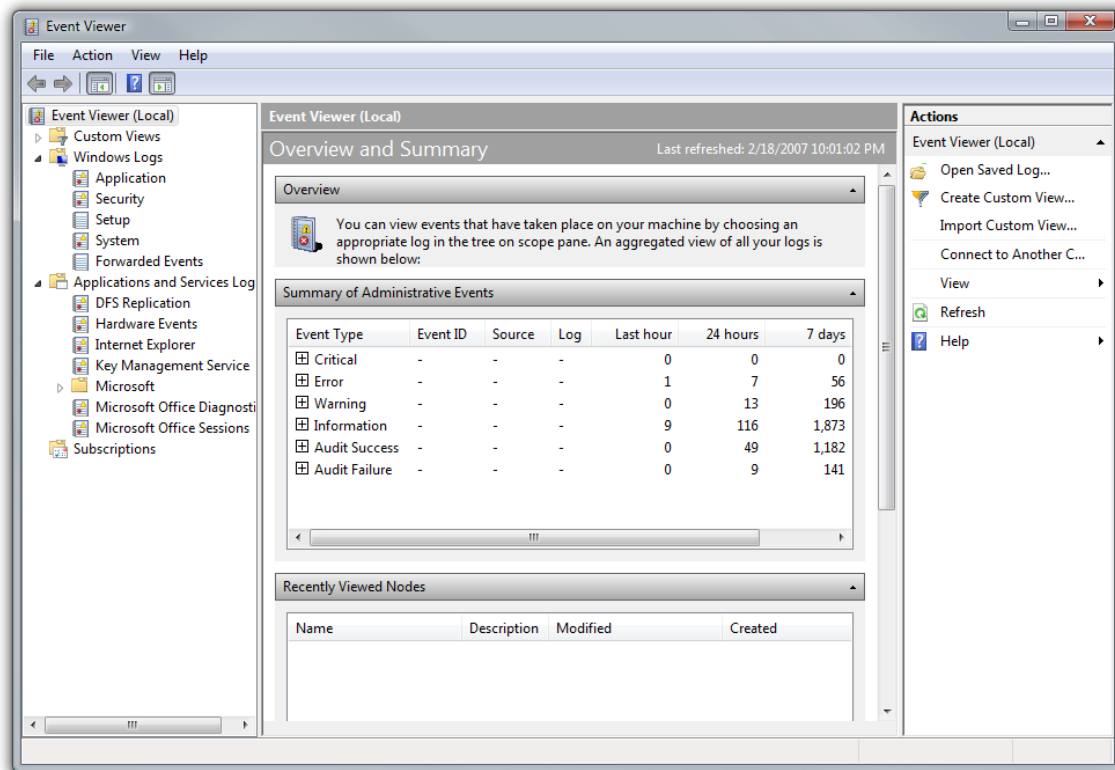 Event Viewer
File Action View Help
Event Viewer (Local)
Custom Views
Windows Logs
Application
Security
Setup
System
Forwarded Events
Applications and Services Log
DFS Replication
Hardware Events
Internet Explorer
Key Management Service
Microsoft
Microsoft Office Diagnosti
Microsoft Office Sessions
Subscriptions
Event Viewer (Local)
Overview and Summary Last refreshed: 2/18/2007 10:01:02 PM
Overview
You can view events that have taken place on your machine by choosing an
appropriate log in the tree on scope pane. An aggregated view of all your logs is
shown below:
Summary of Administrative Events
Event Type Event ID Source Log Last hour 24 hours 7 days
Critical - - - 0 0 0
Error - - - 1 7 56
Warning - - - 0 13 196
Information - - - 9 116 1,873
Audit Success - - - 0 49 1,182
Audit Failure - - - 0 9 141
Recently Viewed Nodes
Name Description Modified Created
Actions
Event Viewer (Local)
Open Saved Log...
Create Custom View...
Import Custom View...
Connect to Another C...
View
Refresh
Help